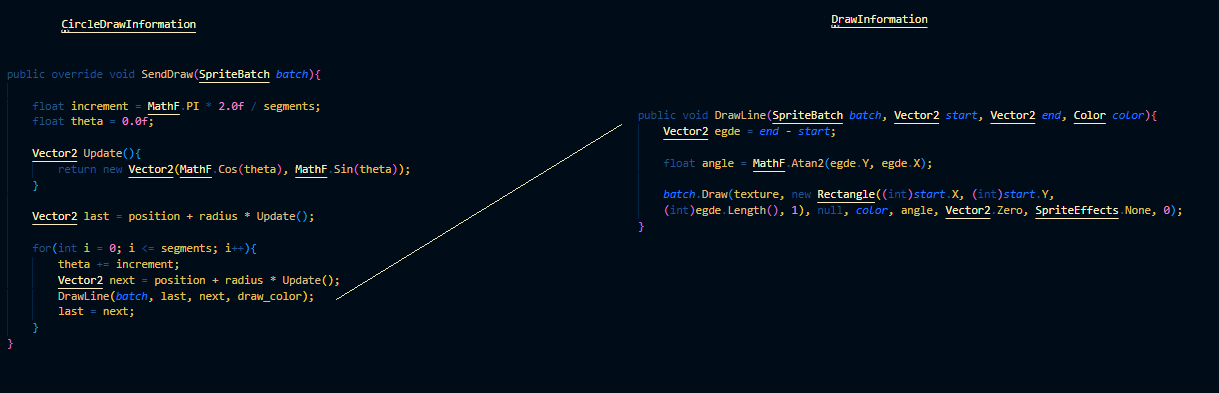 CircleDrawInformation
public override void SendDraw(SpriteBatch batch){
float increment = MathF.PI * 2.0f / segments;
float theta = 0.0f;
Vector2 Update(){
return new Vector2(MathF.Cos(theta), MathF.Sin(theta));
}
Vector2 last = position + radius * Update();
for(int i = 0; i <= segments; i++){
theta += increment;
Vector2 next = position + radius * Update();
DrawLine(batch, last, next, draw_color);
last = next;
}
}
DrawInformation
public void DrawLine(SpriteBatch batch, Vector2 start, Vector2 end, Color color){
Vector2 egde = end - start;
float angle = MathF.Atan2(egde.Y, egde.X);
batch.Draw(texture, new Rectangle((int)start.X, (int)start.Y,
(int)egde.Length(), 1), null, color, angle, Vector2.Zero, SpriteEffects.None, 0);
}